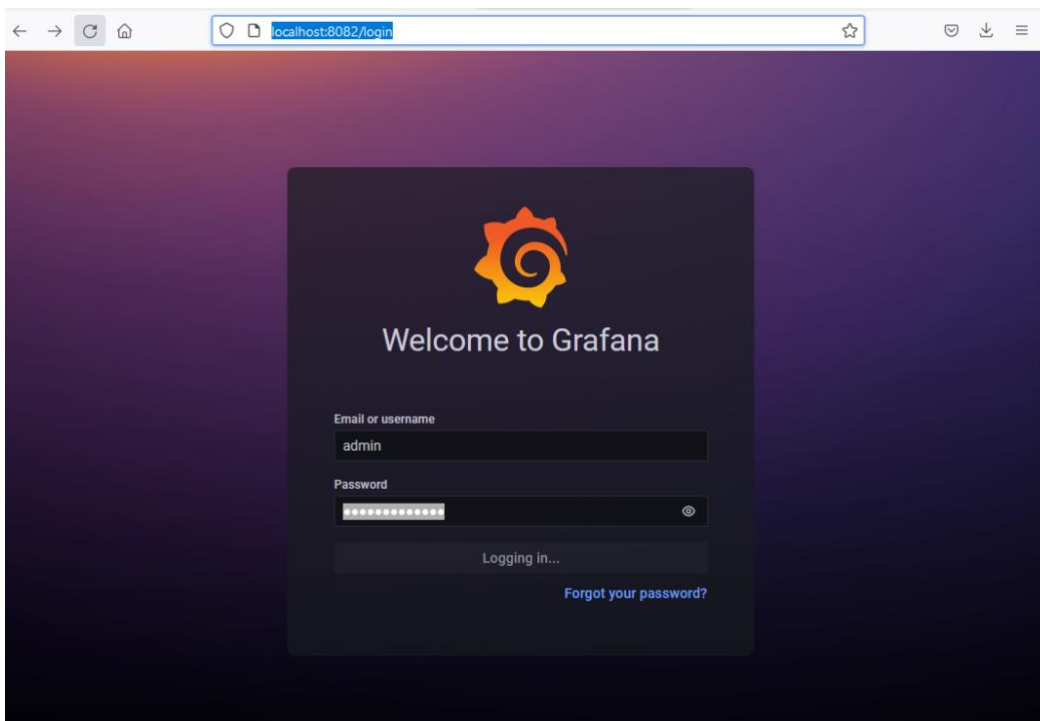 localhost:8082/login
Welcome to Grafana
Email or username
admin
Password
Logging in...
Forgot your password?